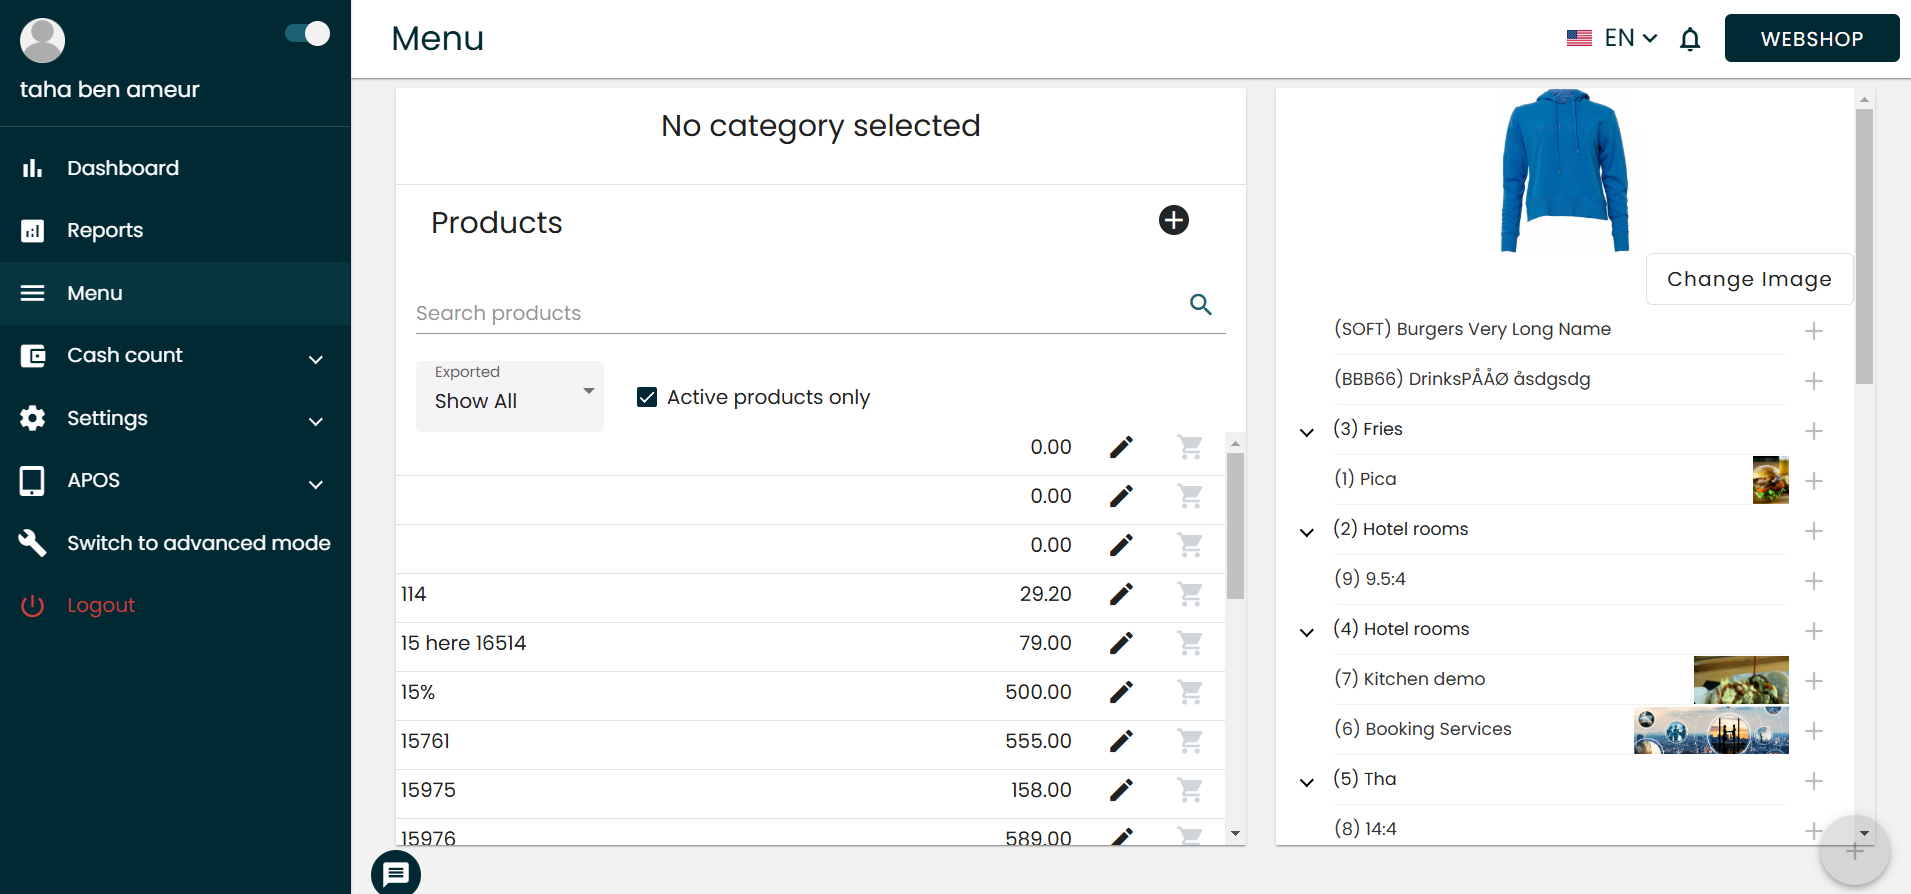 taha ben ameur
Dashboard
Reports
Menu
Cash count
Settings
APOS
Switch to advanced mode
Logout
Menu
EN
WEBSHOP
No category selected
Products
Search products
Exported
Show All
Active products only
0.00
0.00
0.00
114 29.20
15 here 16514 79.00
15% 500.00
15761 555.00
15975 158.00
15976 589.00
Change Image
(SOFT) Burgers Very Long Name
(BBB66) DrinksPÅÅØ åsdgsdg
(3) Fries
(1) Pica
(2) Hotel rooms
(9) 9.5:4
(4) Hotel rooms
(7) Kitchen demo
(6) Booking Services
(5) Tha
(8) 14:4